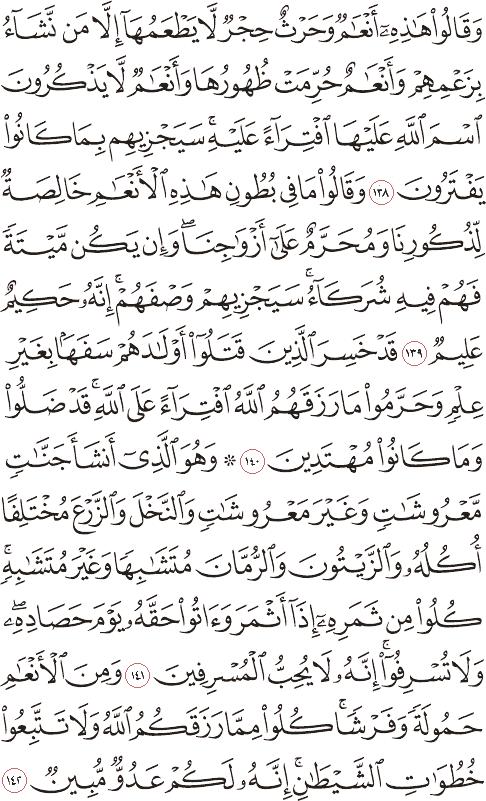 وَقَالُوا۟ هَٰذِهِۦٓ أَنْعَٰمٌ وَحَرْثٌ حِجْرٌ لَّا يَطْعَمُهَآ إِلَّا مَن نَّشَآءُ
بِزَعْمِهِمْ وَأَنْعَٰمٌ حُرِّمَتْ ظُهُورُهَا وَأَنْعَٰمٌ لَّا يَذْكُرُونَ
ٱسْمَ ٱللَّهِ عَلَيْهَا ٱفْتِرَآءً عَلَيْهِ ۚ سَيَجْزِيهِم بِمَا كَانُوا۟
يَفْتَرُونَ ١٣٨ وَقَالُوا۟ مَا فِى بُطُونِ هَٰذِهِ ٱلْأَنْعَٰمِ خَالِصَةٌ
لِّذُكُورِنَا وَمُحَرَّمٌ عَلَىٰٓ أَزْوَٰجِنَا ۖ وَإِن يَكُن مَّيْتَةً
فَهُمْ فِيهِ شُرَكَآءُ ۚ سَيَجْزِيهِمْ وَصْفَهُمْ ۚ إِنَّهُۥ حَكِيمٌ
عَلِيمٌ ١٣٩ قَدْ خَسِرَ ٱلَّذِينَ قَتَلُوٓا۟ أَوْلَٰدَهُمْ سَفَهًۢا بِغَيْرِ
عِلْمٍ وَحَرَّمُوا۟ مَا رَزَقَهُمُ ٱللَّهُ ٱفْتِرَآءً عَلَى ٱللَّهِ ۚ قَدْ ضَلُّوا۟
وَمَا كَانُوا۟ مُهْتَدِينَ ١٤٠ ۞ وَهُوَ ٱلَّذِىٓ أَنشَأَ جَنَّٰتٍ
مَّعْرُوشَٰتٍ وَغَيْرَ مَعْرُوشَٰتٍ وَٱلنَّخْلَ وَٱلزَّرْعَ مُخْتَلِفًا
أُكُلُهُۥ وَٱلزَّيْتُونَ وَٱلرُّمَّانَ مُتَشَٰبِهًا وَغَيْرَ مُتَشَٰبِهٍ ۚ
كُلُوا۟ مِن ثَمَرِهِۦٓ إِذَآ أَثْمَرَ وَءَاتُوا۟ حَقَّهُۥ يَوْمَ حَصَادِهِۦ ۖ
وَلَا تُسْرِفُوٓا۟ ۚ إِنَّهُۥ لَا يُحِبُّ ٱلْمُسْرِفِينَ ١٤١ وَمِنَ ٱلْأَنْعَٰمِ
حَمُولَةً وَفَرْشًا ۚ كُلُوا۟ مِمَّا رَزَقَكُمُ ٱللَّهُ وَلَا تَتَّبِعُوا۟
خُطُوَٰتِ ٱلشَّيْطَٰنِ ۚ إِنَّهُۥ لَكُمْ عَدُوٌّ مُّبِينٌ ١٤٢